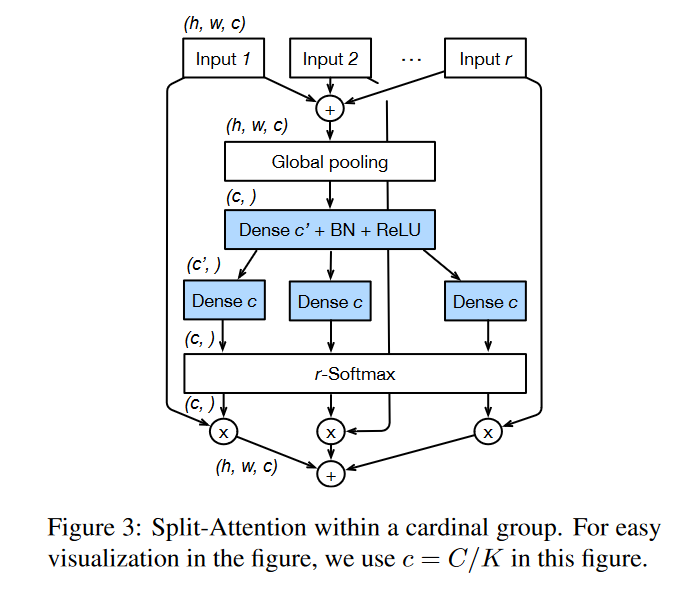 (h, w, c)
Input 1
Input 2
...
Input r
+
(h, w, c)
Global pooling
(c, )
Dense c' + BN + ReLU
(c', )
Dense c
Dense c
Dense c
(c, )
r-Softmax
(c, )
x
x
x
(h, w, c)
+
Figure 3: Split-Attention within a cardinal group. For easy
visualization in the figure, we use c = C/K in this figure.